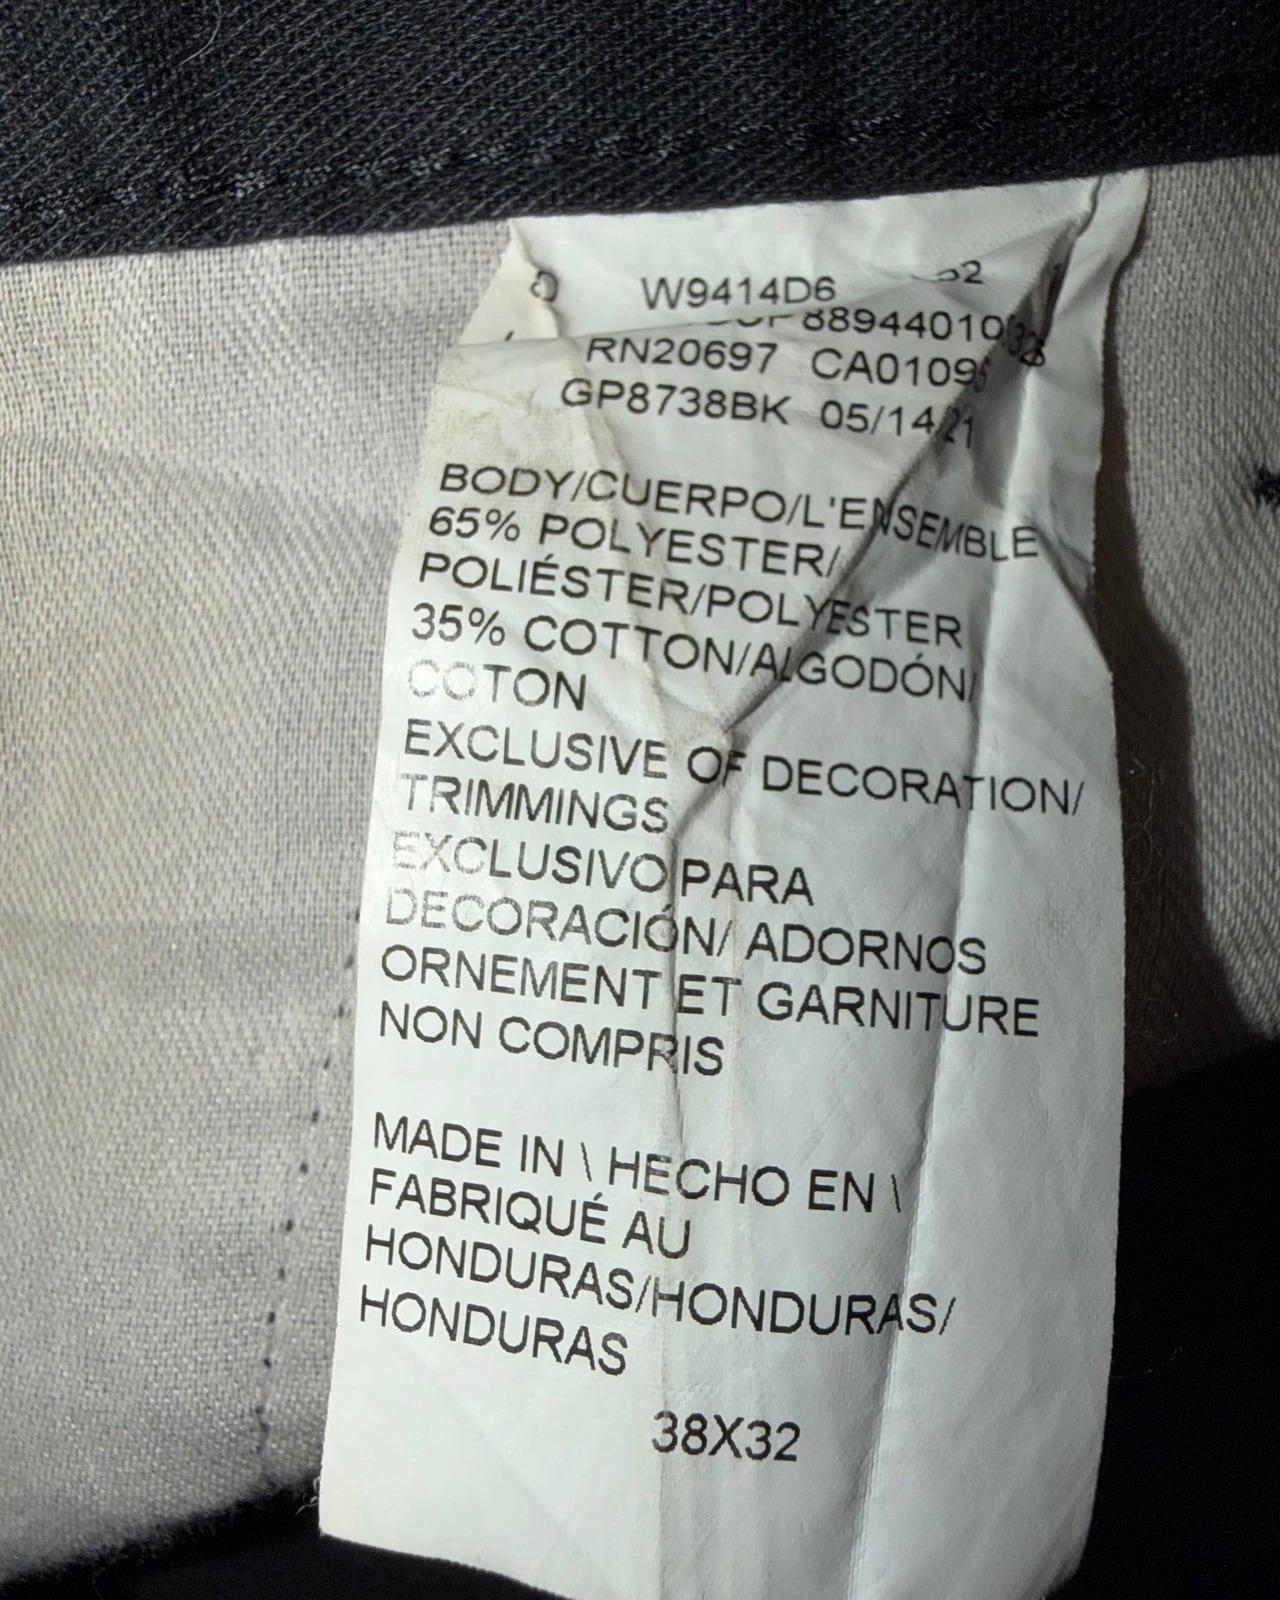 W9414D6
RN20697 CA01095
GP8738BK 05/14/21
BODY/CUERPO/L'ENSEMBLE
65% POLYESTER/
POLIÉSTER/POLYESTER
35% COTTON/ALGODÓN/
COTON
EXCLUSIVE OF DECORATION/
TRIMMINGS
EXCLUSIVO PARA
DECORACIÓN/ ADORNOS
ORNEMENT ET GARNITURE
NON COMPRIS
MADE IN \ HECHO EN \
FABRIQUÉ AU
HONDURAS/HONDURAS/
HONDURAS
38X32